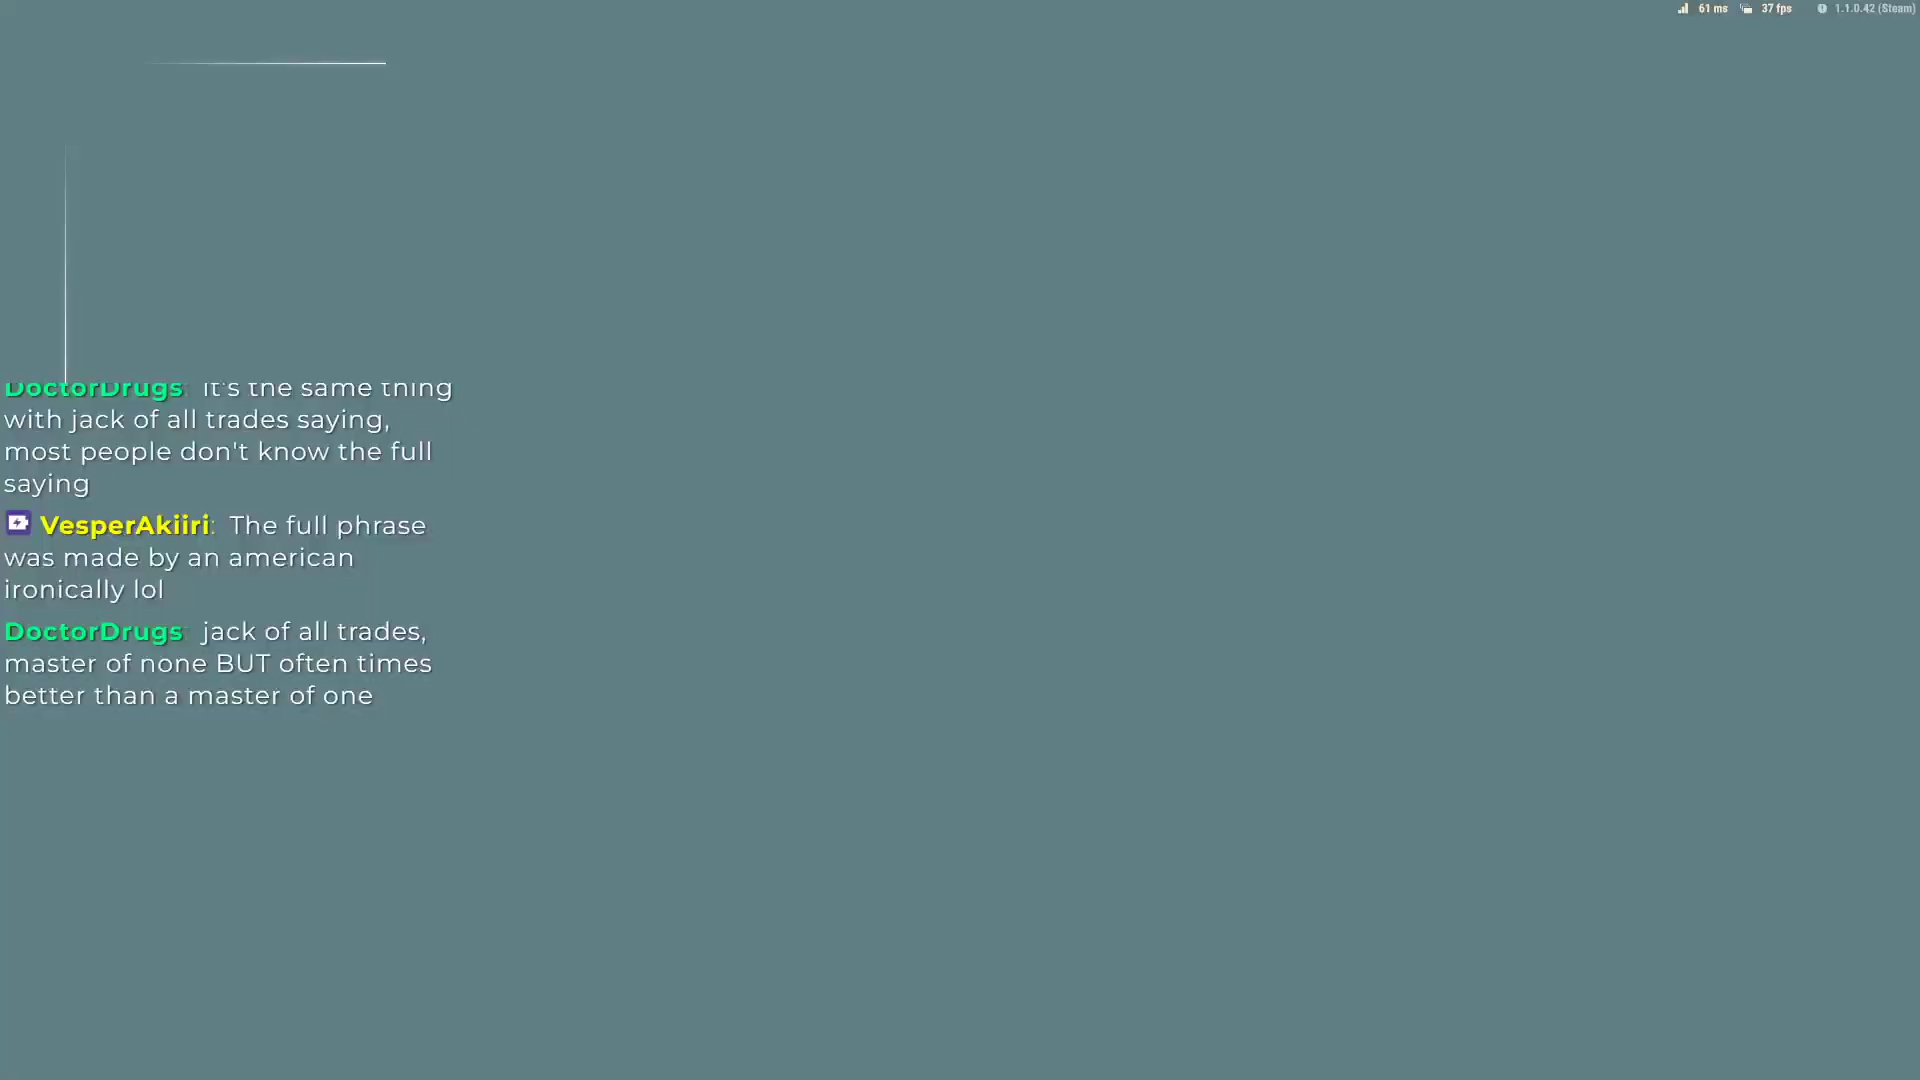 61 ms 37 fps 1.1.0.42 (Steam)
DoctorDrugs: It's the same thing
with jack of all trades saying,
most people don't know the full
saying
VesperAkiiri: The full phrase
was made by an american
ironically lol
DoctorDrugs: jack of all trades,
master of none BUT often times
better than a master of one